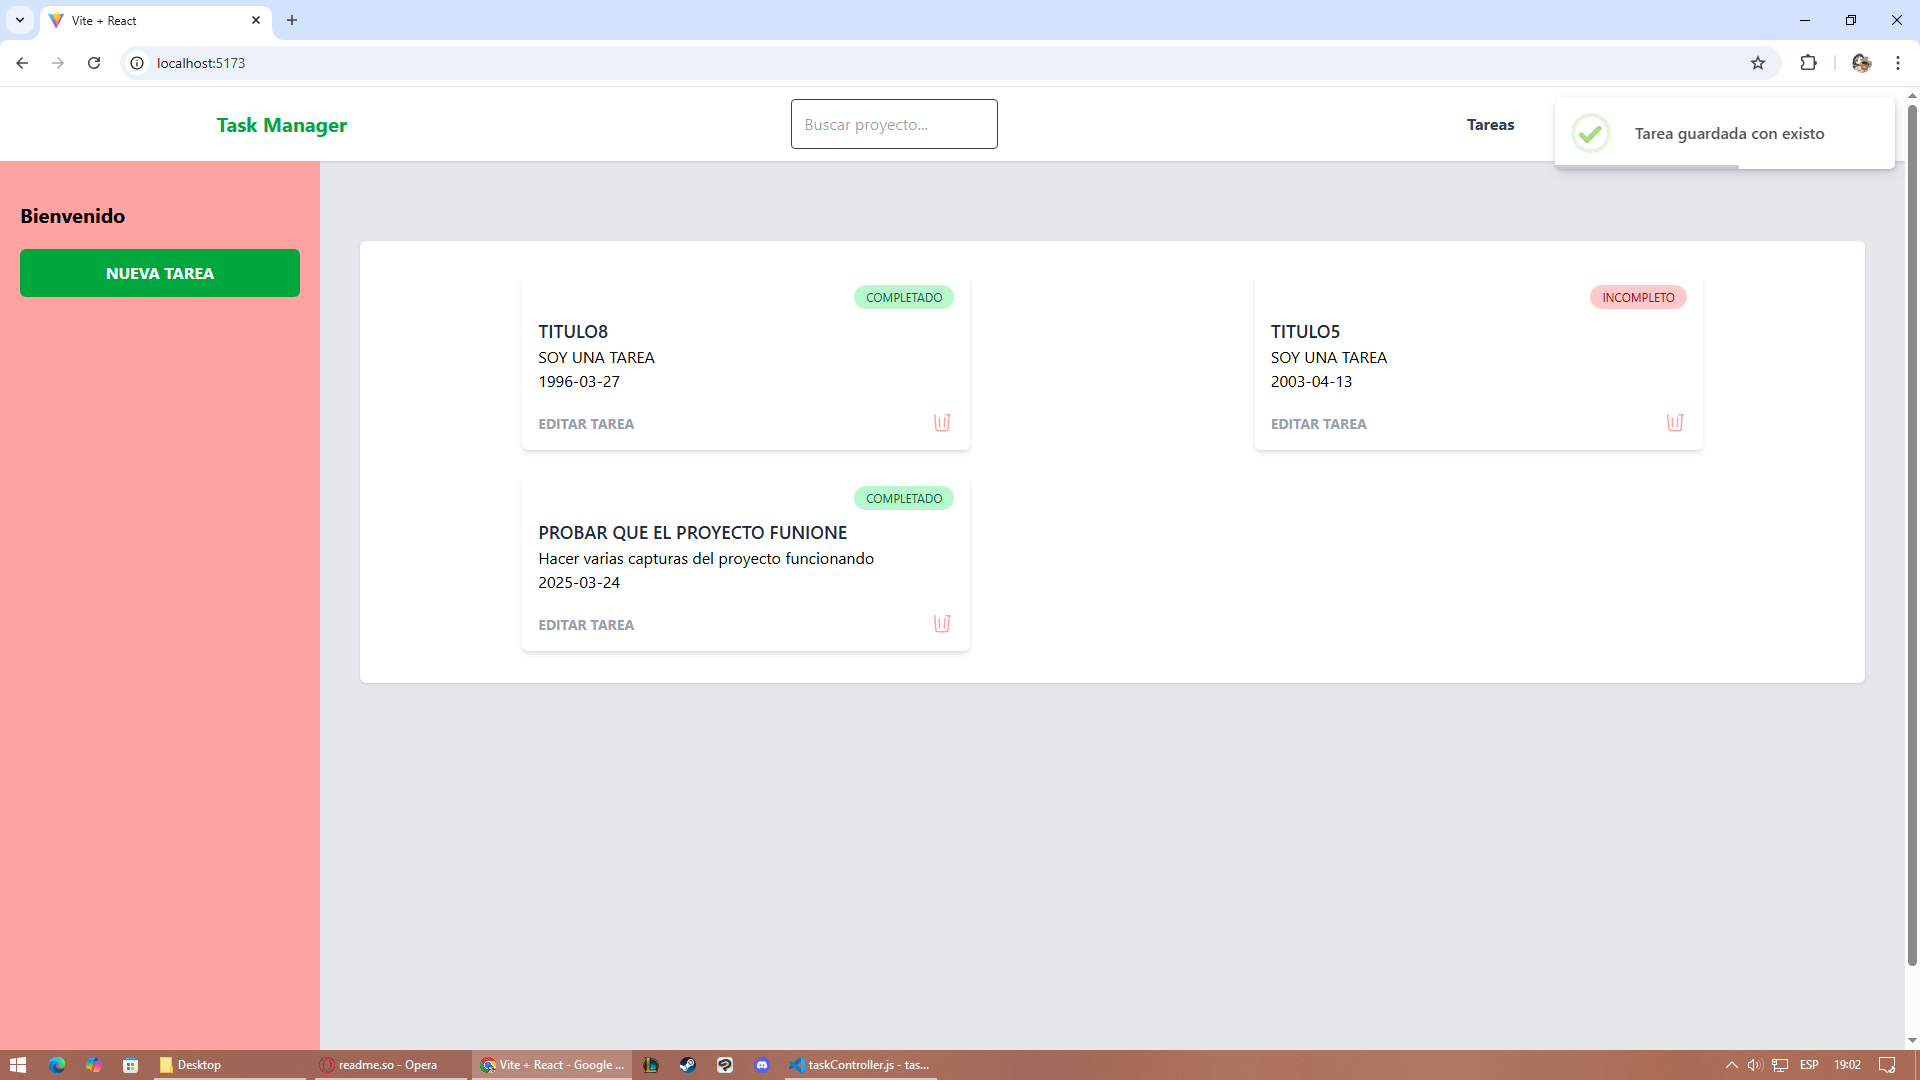 Vite + React
localhost:5173
Task Manager
Buscar proyecto...
Tareas
Tarea guardada con existo
Bienvenido
NUEVA TAREA
COMPLETADO
TITULO8
SOY UNA TAREA
1996-03-27
EDITAR TAREA
INCOMPLETO
TITULO5
SOY UNA TAREA
2003-04-13
EDITAR TAREA
COMPLETADO
PROBAR QUE EL PROYECTO FUNIONE
Hacer varias capturas del proyecto funcionando
2025-03-24
EDITAR TAREA
Desktop
readme.so - Opera
Vite + React - Google ...
taskController.js - tas...
ESP
19:02